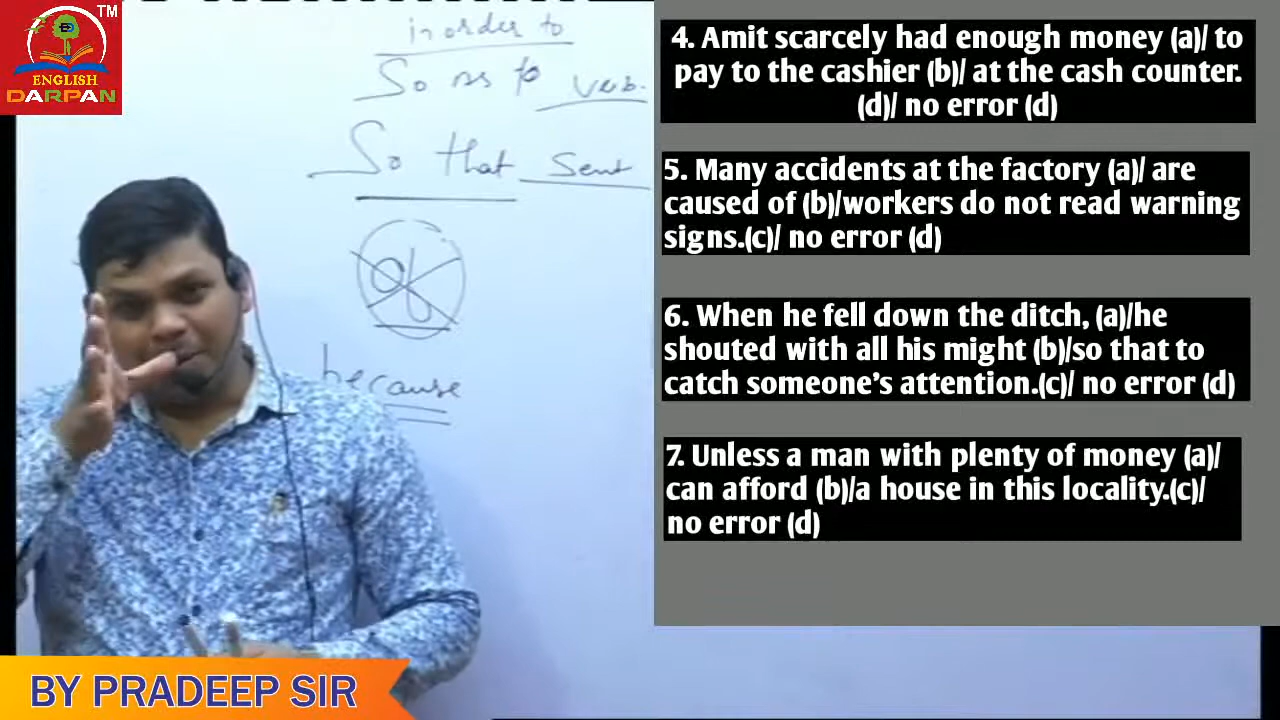 TM
ENGLISH
DARPAN
in order to
So as to verb.
So that sent
of
because
4. Amit scarcely had enough money (a)/ to
pay to the cashier (b)/ at the cash counter.
(d)/ no error (d)
5. Many accidents at the factory (a)/ are
caused of (b)/workers do not read warning
signs.(c)/ no error (d)
6. When he fell down the ditch, (a)/he
shouted with all his might (b)/so that to
catch someone's attention.(c)/ no error (d)
7. Unless a man with plenty of money (a)/
can afford (b)/a house in this locality.(c)/
no error (d)
BY PRADEEP SIR